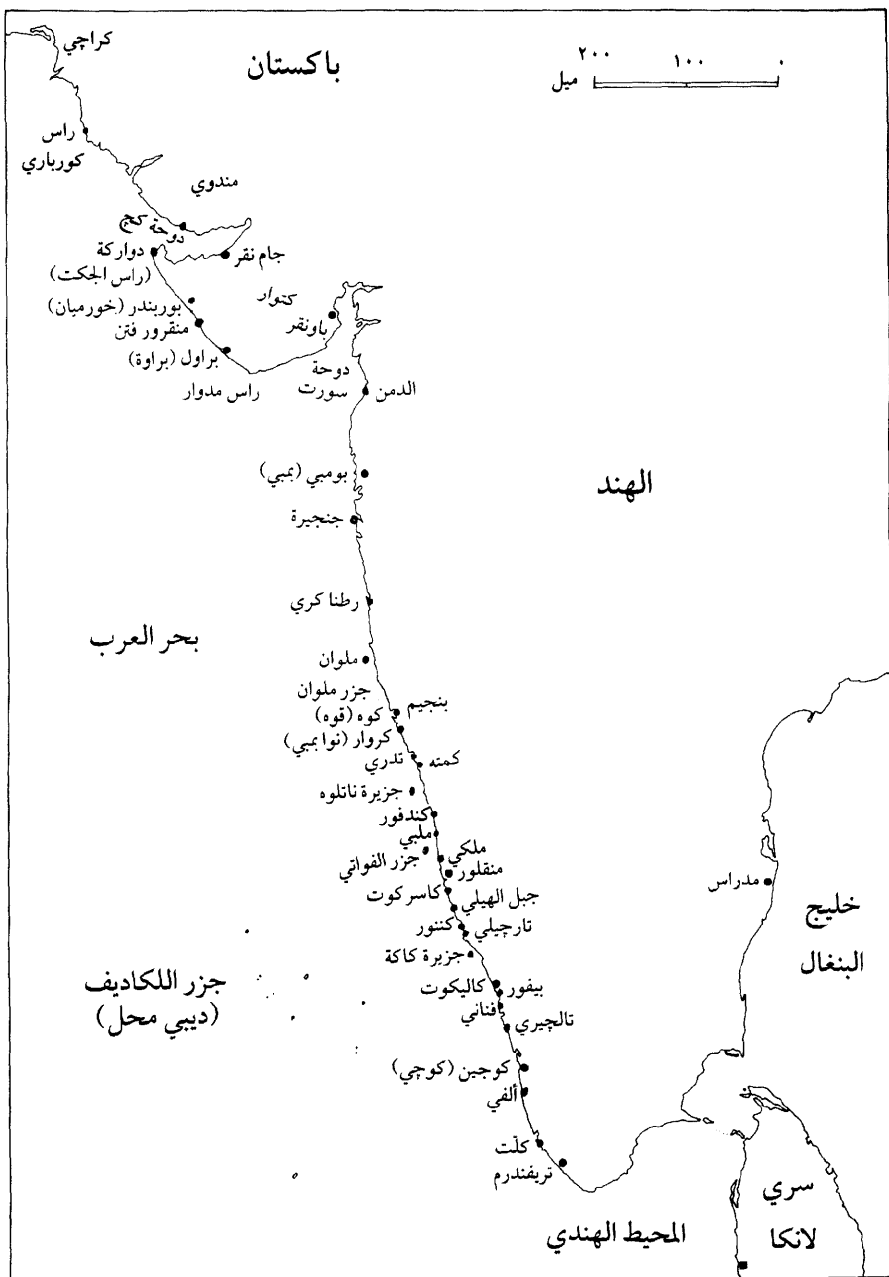 كراچي
باكستان
٢٠٠ ١٠٠ ٠
ميل
راس
كورباري
مندوي
دوحة كچ
دواركة
(راس الجكت)
جام نقر
بوربندر (خورميان)
منقرور فتن
براول (براوة)
راس مدوار
كتوار
باونقر
دوحة
سورت
الدمن
بومبي (بمبي)
الهند
جنجيرة
رطنا كري
بحر العرب
ملوان
جزر ملوان
بنجيم
كوه (قوه)
كروار (نوا بمبي)
تدري
كمته
جزيرة ناتلوه
كندفور
ملبي
جزر الفواتي
ملكي
منقلور
كاسركوت
جبل الهيلي
كننور
تارچيلي
جزيرة كاكة
مدراس
خليج
البنغال
جزر اللكاديف
(ديبي محل)
كاليكوت
بيفور
فناني
تالچيري
كوجين (كوچي)
ألفي
كلّت
تريفندرم
سري
لانكا
المحيط الهندي